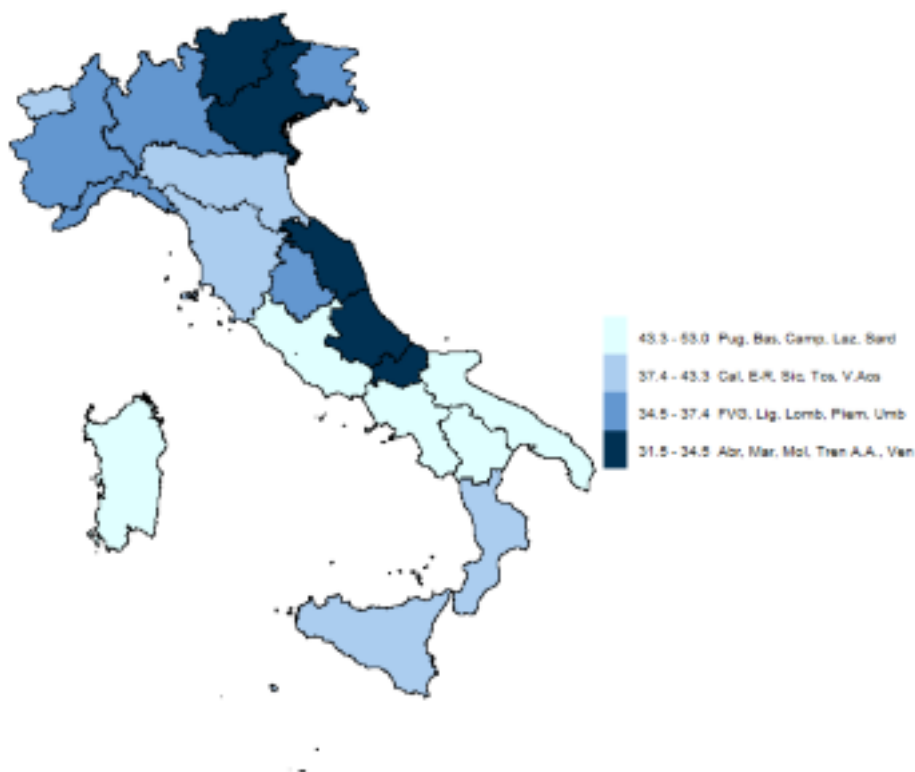 43.3 - 53.0 Pug, Bas, Camp, Laz, Sard
37.4 - 43.3 Cal, E-R, Sic, Tos, V.Aos
34.5 - 37.4 FVG, Lig, Lomb, Piem, Umb
31.5 - 34.5 Abr, Mar, Mol, Tren A.A., Ven